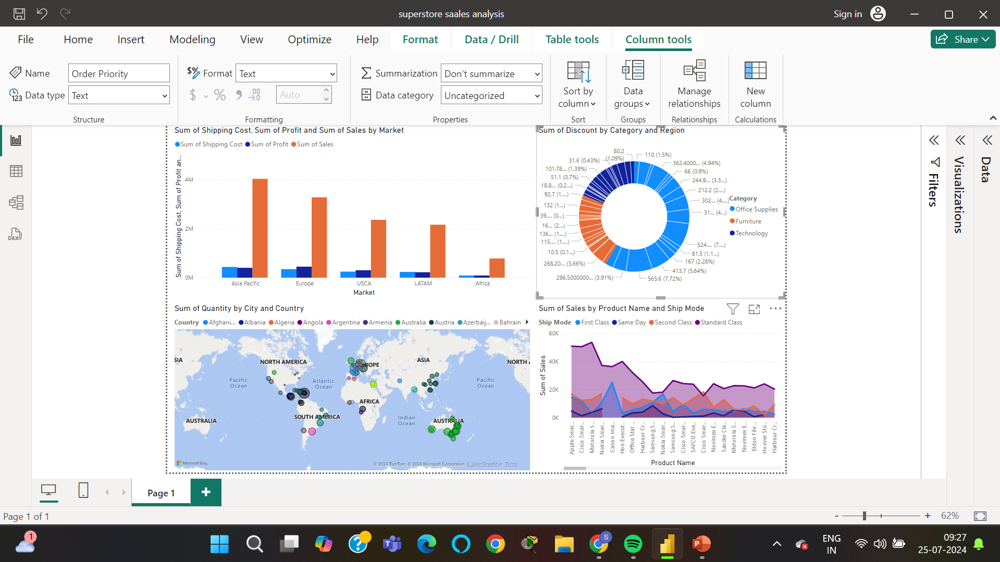 superstore saales analysis
Sign in
File Home Insert Modeling View Optimize Help Format Data / Drill Table tools Column tools
Share
Name Order Priority
Data type Text
Structure
$% Format Text
$ % Auto
Formatting
Summarization Don't summarize
Data category Uncategorized
Properties
Sort by column
Sort
Data groups
Groups
Manage relationships
Relationships
New column
Calculations
Sum of Shipping Cost, Sum of Profit and Sum of Sales by Market
Sum of Shipping Cost Sum of Profit Sum of Sales
Sum of Shipping Cost, Sum of Profit an...
4M
2M
0M
Asia Pacific Europe USCA LATAM Africa
Market
Sum of Discount by Category and Region
80.2 (1.09%)
110 (1.5%)
31.6 (0.43%)
362.4000... (4.94%)
101.78... (1.39%)
66 (0.9%)
51.1 (0.7%)
244.9... (3.3...)
18.8... (0.2...)
212.2 (2....)
92.7 (1....)
302... (4....)
132 (1...)
31... (4...)
39.... (0...)
16... (2...)
136... (1....)
115.... (1....)
524.... (7....)
10.5 (0.1...)
81.5 (1.1...)
268.20... (3.66%)
167 (2.28%)
413.7 (5.64%)
286.5000000... (3.91%)
565.6 (7.72%)
Category
Office Supplies
Furniture
Technology
Filters
Visualizations
Data
Sum of Quantity by City and Country
Country Afghani... Albania Algeria Angola Argentina Armenia Australia Austria Azerbaij... Bahrain
SIA
NORTH AMERICA
ROPE
ASIA
NORTH A
Pacific Ocean
Atlantic Ocean
Pacific Ocean
AFRICA
SOUTH AMERICA
Indian Ocean
AUSTRALIA
AUSTRALIA
Microsoft Bing
© 2024 TomTom, © 2024 Microsoft Corporation, © OpenStreetMap Terms
Sum of Sales by Product Name and Ship Mode
Ship Mode First Class Same Day Second Class Standard Class
Sum of Sales
60K
40K
20K
0K
Apple Smar...
Cisco Smar...
Motorola S...
Nokia Smar...
Canon ima...
Hon Execut...
Office Star ...
Harbour Cr...
Samsung S...
Nokia Smar...
Samsung S...
Cisco Smar...
SAFCO Exe...
Cisco Smar...
Novimex E...
Sauder Cla...
Motorola S...
Novimex E...
Eldon File ...
Hoover Sto...
Harbour Cr...
Product Name
DAX
Page 1
Page 1 of 1
- + 62%
1
ENG IN
09:27
25-07-2024